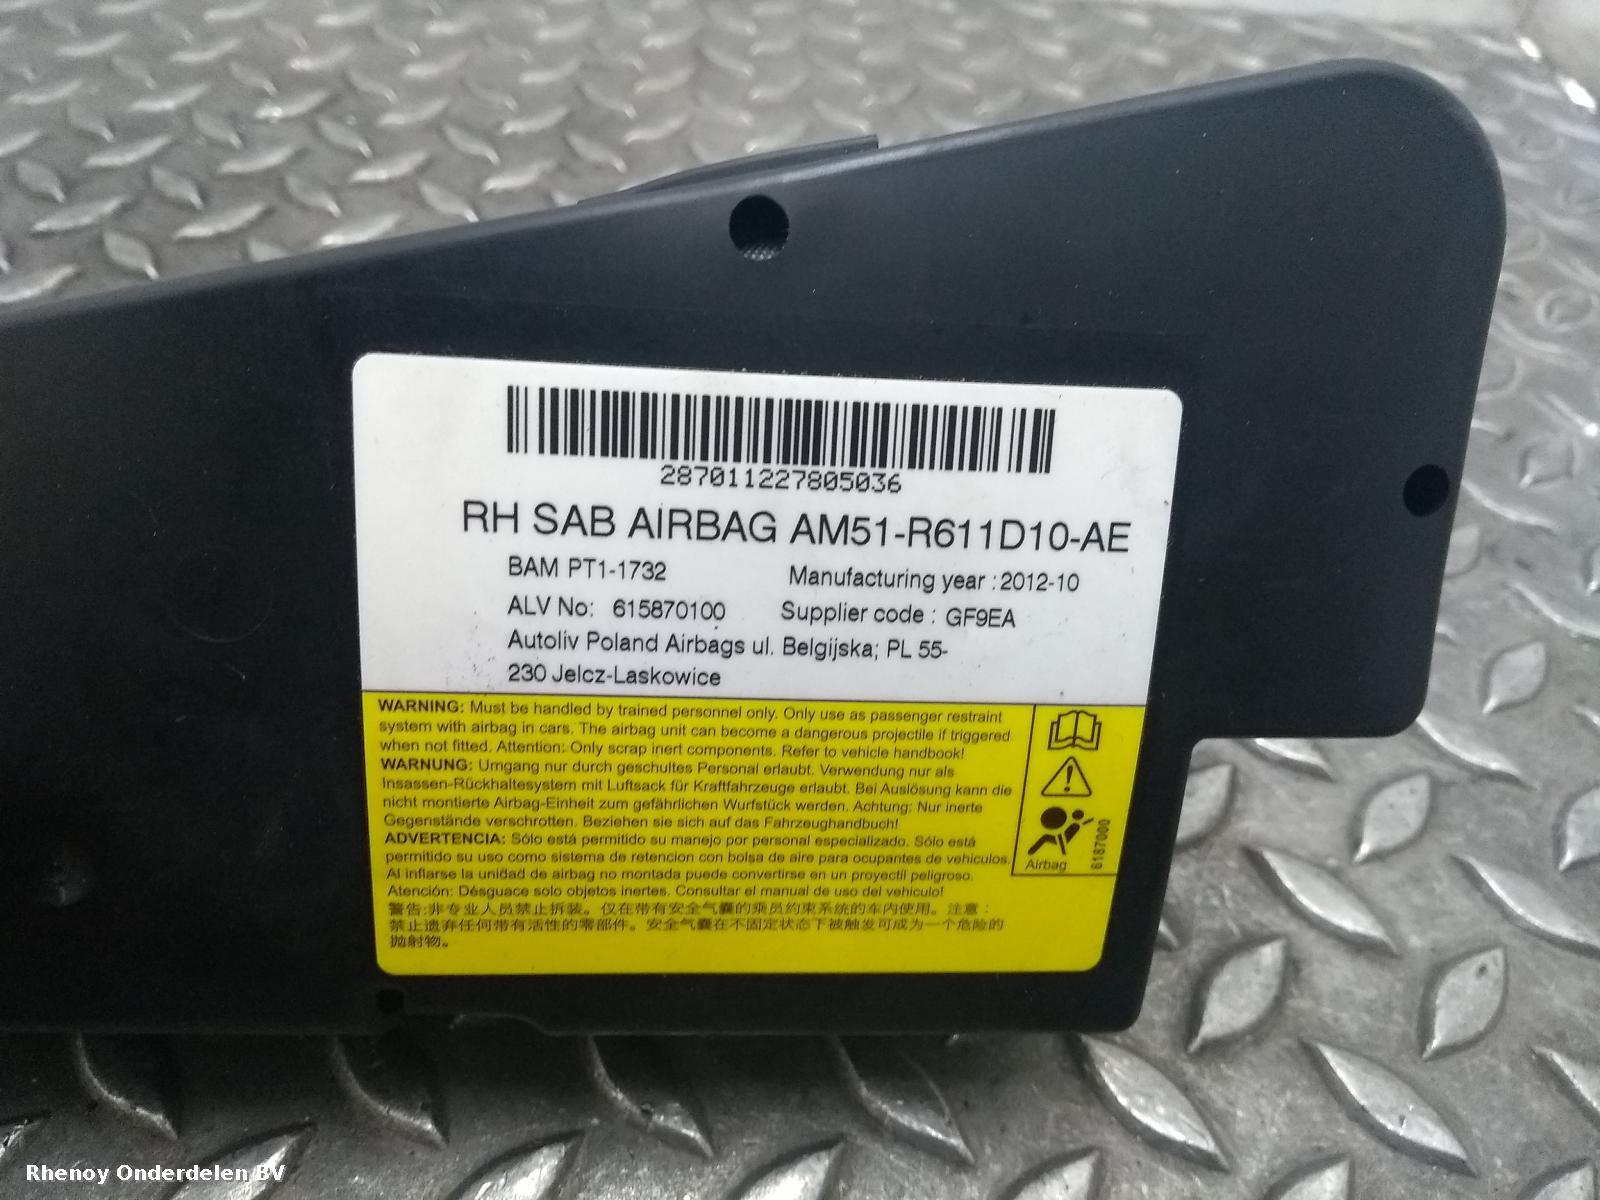 287011227805036
RH SAB AIRBAG AM51-R611D10-AE
BAM PT1-1732 Manufacturing year : 2012-10
ALV No: 615870100 Supplier code : GF9EA
Autoliv Poland Airbags ul. Belgijska; PL 55-
230 Jelcz-Laskowice
WARNING: Must be handled by trained personnel only. Only use as passenger restraint
system with airbag in cars. The airbag unit can become a dangerous projectile if triggered
when not fitted. Attention: Only scrap inert components. Refer to vehicle handbook!
WARNUNG: Umgang nur durch geschultes Personal erlaubt. Verwendung nur als
Insassen-Rückhaltesystem mit Luftsack für Kraftfahrzeuge erlaubt. Bei Auslösung kann die
nicht montierte Airbag-Einheit zum gefährlichen Wurfstück werden. Achtung: Nur inerte
Gegenstände verschrotten. Beziehen sie sich auf das Fahrzeughandbuch!
ADVERTENCIA: Sólo está permitido su manejo por personal especializado. Sólo está
permitido su uso como sistema de retencion con bolsa de aire para ocupantes de vehiculos.
Al inflarse la unidad de airbag no montada puede convertirse en un proyectil peligroso.
Atención: Désguace solo objetos inertes. Consultar el manual de uso del vehiculo!
警告:非专业人员禁止拆装。仅在带有安全气囊的乘员约束系统的车内使用。注意：
禁止遗弃任何带有活性的零部件。安全气囊在不固定状态下被触发可成为一个危险的
抛射物。
Airbag
6187000
Rhenoy Onderdelen BV